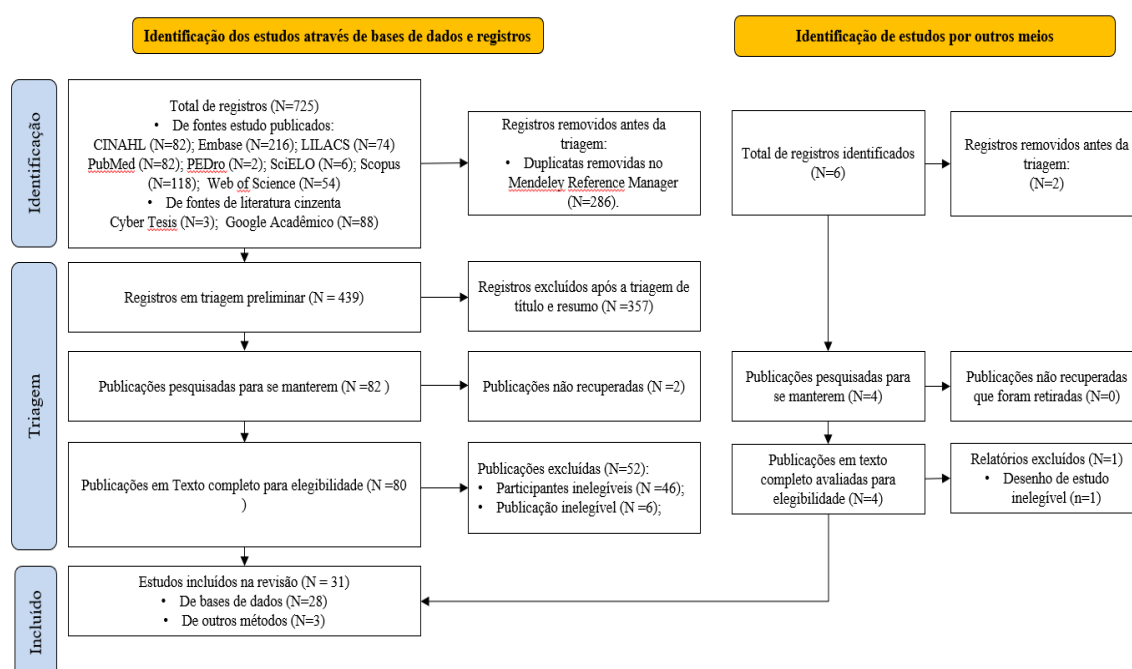 Identificação dos estudos através de bases de dados e registros
Identificação de estudos por outros meios
Identificação
Total de registros (N=725)
• De fontes estudo publicados:
CINAHL (N=82); Embase (N=216); LILACS (N=74)
PubMed (N=82); PEDro (N=2); SciELO (N=6); Scopus
(N=118); Web of Science (N=54)
• De fontes de literatura cinzenta
Cyber Tesis (N=3); Google Acadêmico (N=88)
Registros removidos antes da
triagem:
• Duplicatas removidas no
Mendeley Reference Manager
(N=286).
Total de registros identificados
(N=6)
Registros removidos antes da
triagem:
(N=2)
Triagem
Registros em triagem preliminar (N = 439)
Registros excluídos após a triagem de
título e resumo (N =357)
Publicações pesquisadas para se manterem (N =82 )
Publicações não recuperadas (N =2)
Publicações pesquisadas para
se manterem (N=4)
Publicações não recuperadas
que foram retiradas (N=0)
Publicações em Texto completo para elegibilidade (N =80
)
Publicações excluídas (N=52):
• Participantes inelegíveis (N =46);
• Publicação inelegível (N =6);
Publicações em texto
completo avaliadas para
elegibilidade (N=4)
Relatórios excluídos (N=1)
• Desenho de estudo
inelegível (n=1)
Incluído
Estudos incluídos na revisão (N = 31)
• De bases de dados (N=28)
• De outros métodos (N=3)